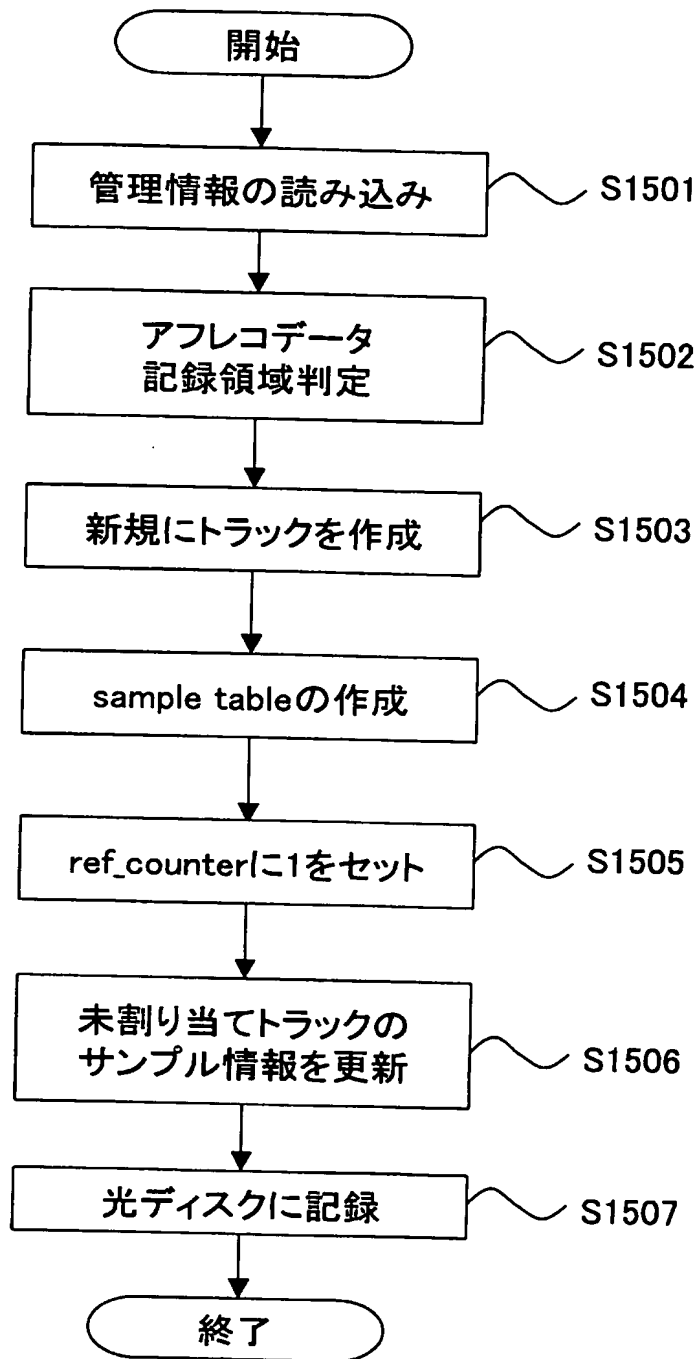 開始
管理情報の読み込み
S1501
アフレコデータ
記録領域判定
S1502
新規にトラックを作成
S1503
sample tableの作成
S1504
ref_counterに1をセット
S1505
未割り当てトラックの
サンプル情報を更新
S1506
光ディスクに記録
S1507
終了